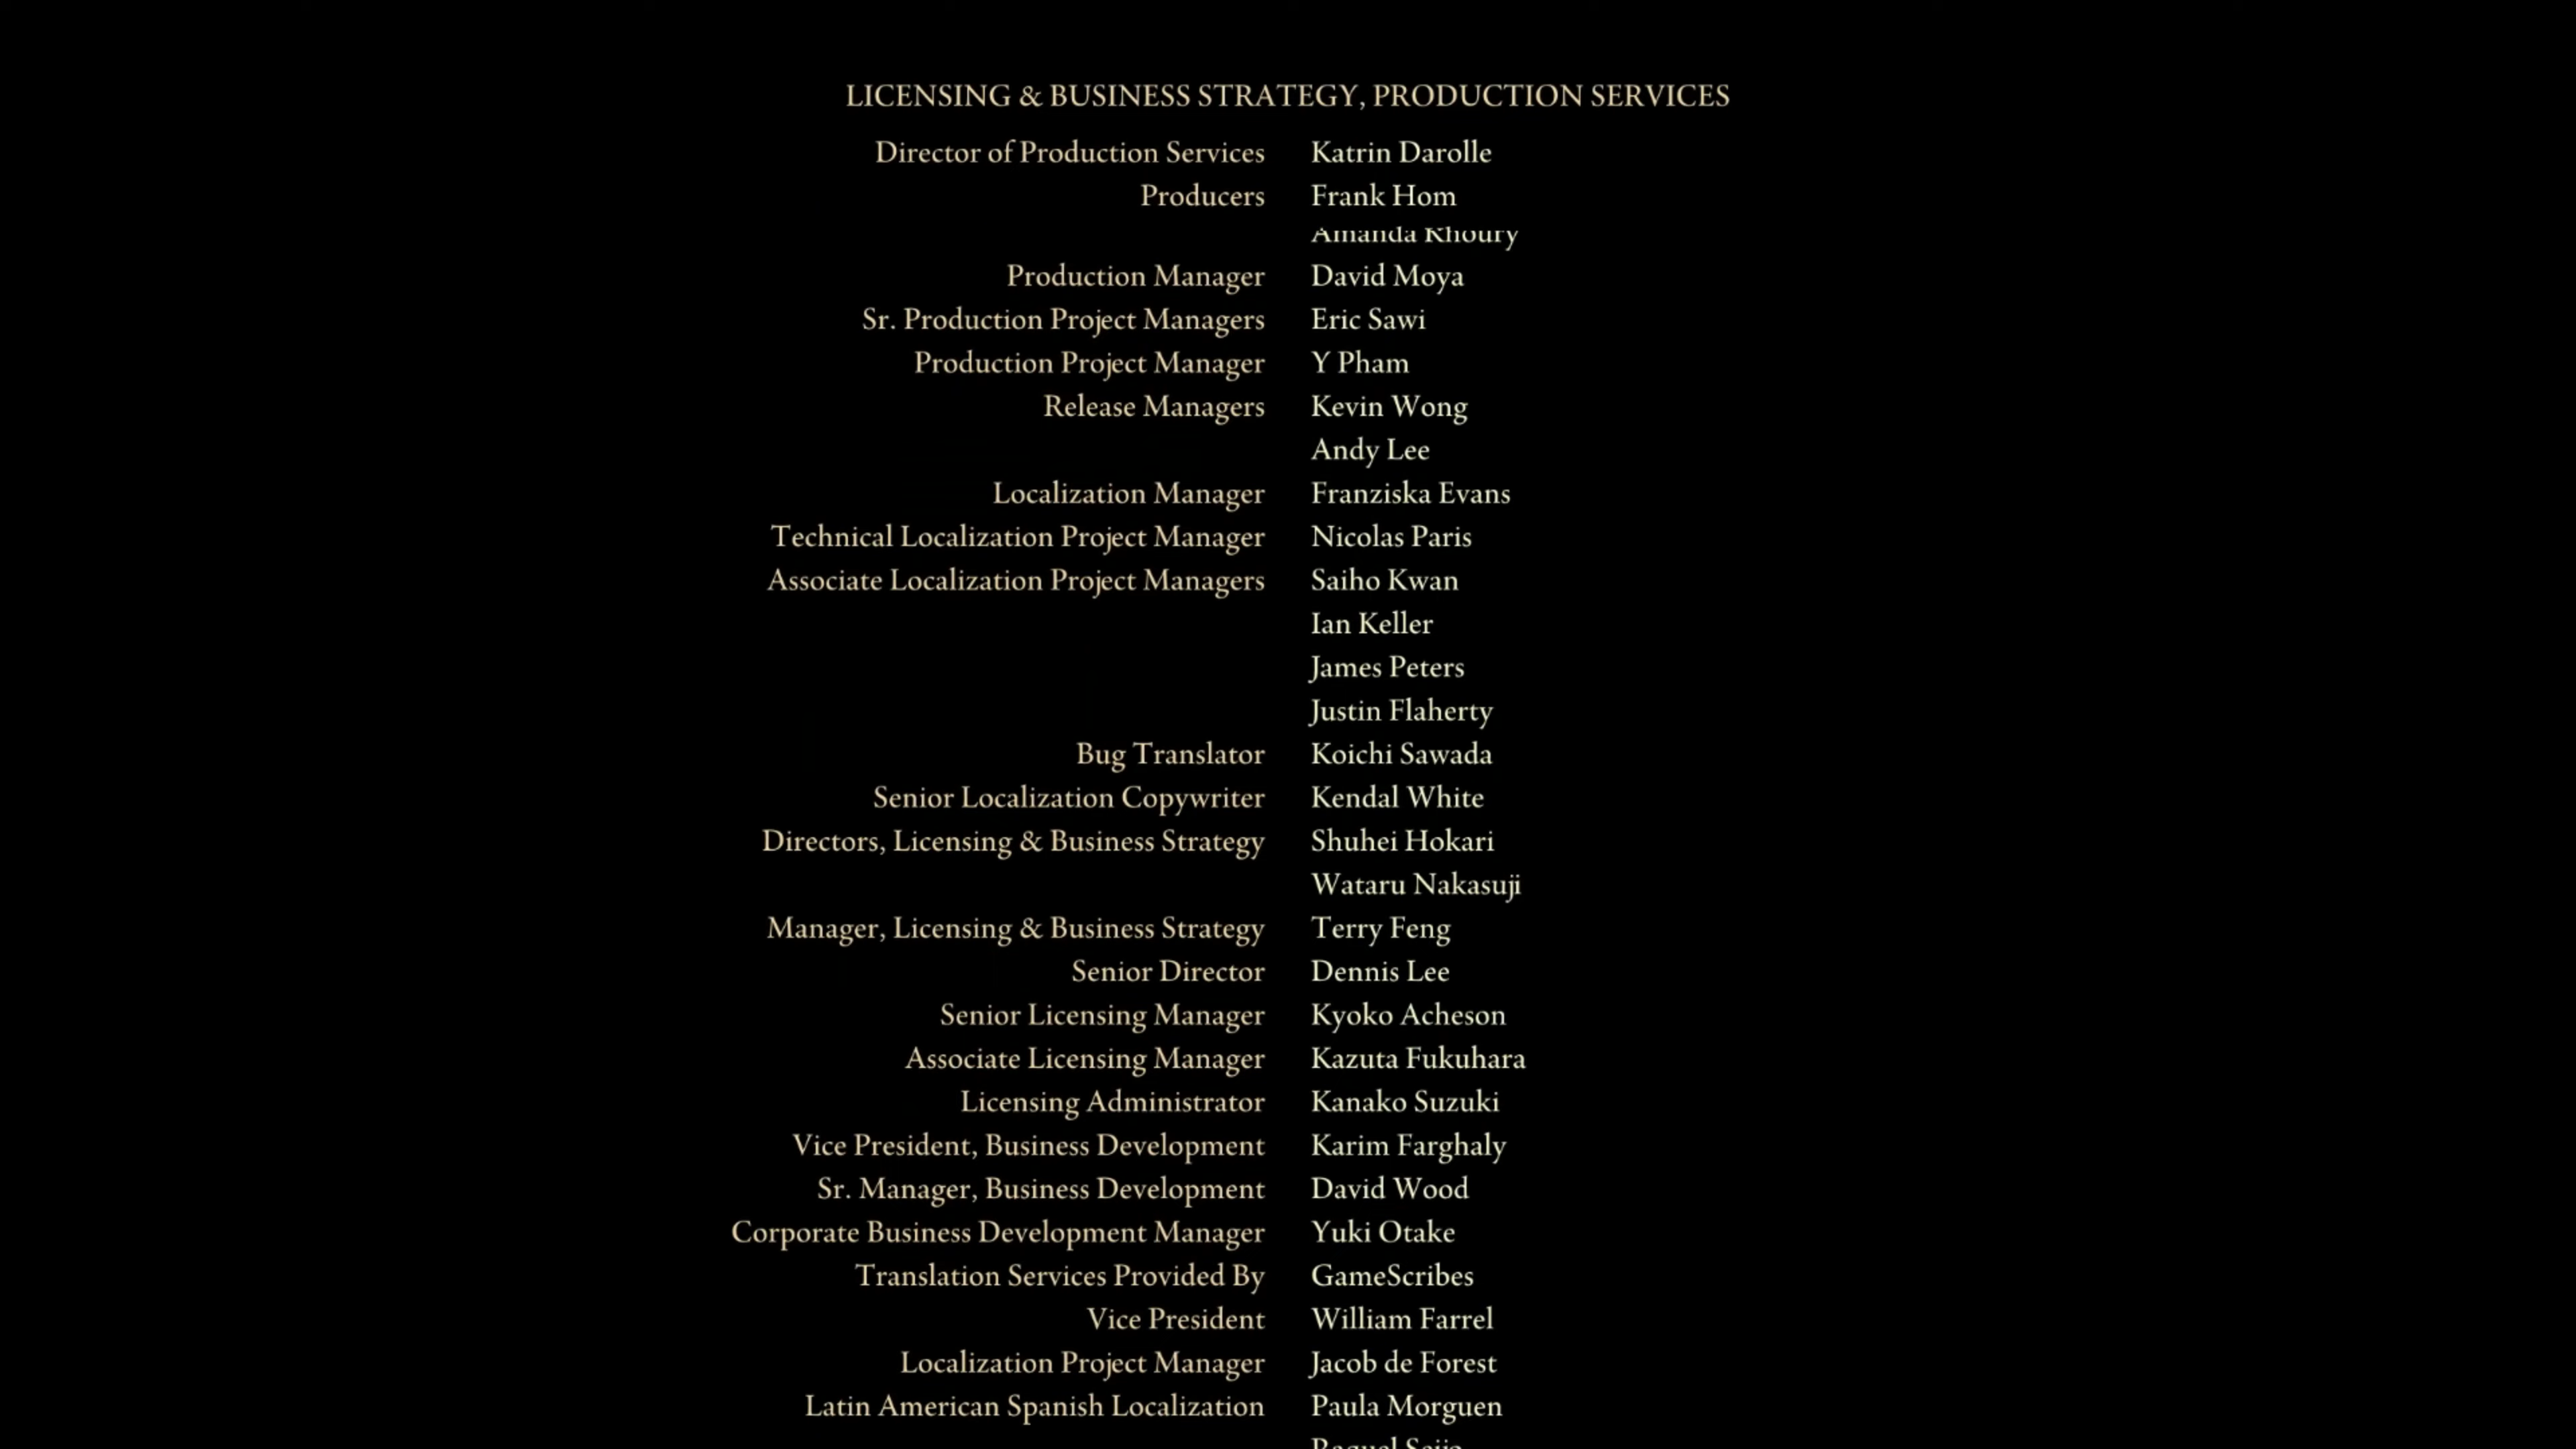 LICENSING & BUSINESS STRATEGY, PRODUCTION SERVICES
Director of Production Services Katrin Darolle
Producers Frank Hom
Amanda Khoury
Production Manager David Moya
Sr. Production Project Managers Eric Sawi
Production Project Manager Y Pham
Release Managers Kevin Wong
Andy Lee
Localization Manager Franziska Evans
Technical Localization Project Manager Nicolas Paris
Associate Localization Project Managers Saiho Kwan
Ian Keller
James Peters
Justin Flaherty
Bug Translator Koichi Sawada
Senior Localization Copywriter Kendal White
Directors, Licensing & Business Strategy Shuhei Hokari
Wataru Nakasuji
Manager, Licensing & Business Strategy Terry Feng
Senior Director Dennis Lee
Senior Licensing Manager Kyoko Acheson
Associate Licensing Manager Kazuta Fukuhara
Licensing Administrator Kanako Suzuki
Vice President, Business Development Karim Farghaly
Sr. Manager, Business Development David Wood
Corporate Business Development Manager Yuki Otake
Translation Services Provided By GameScribes
Vice President William Farrel
Localization Project Manager Jacob de Forest
Latin American Spanish Localization Paula Morguen